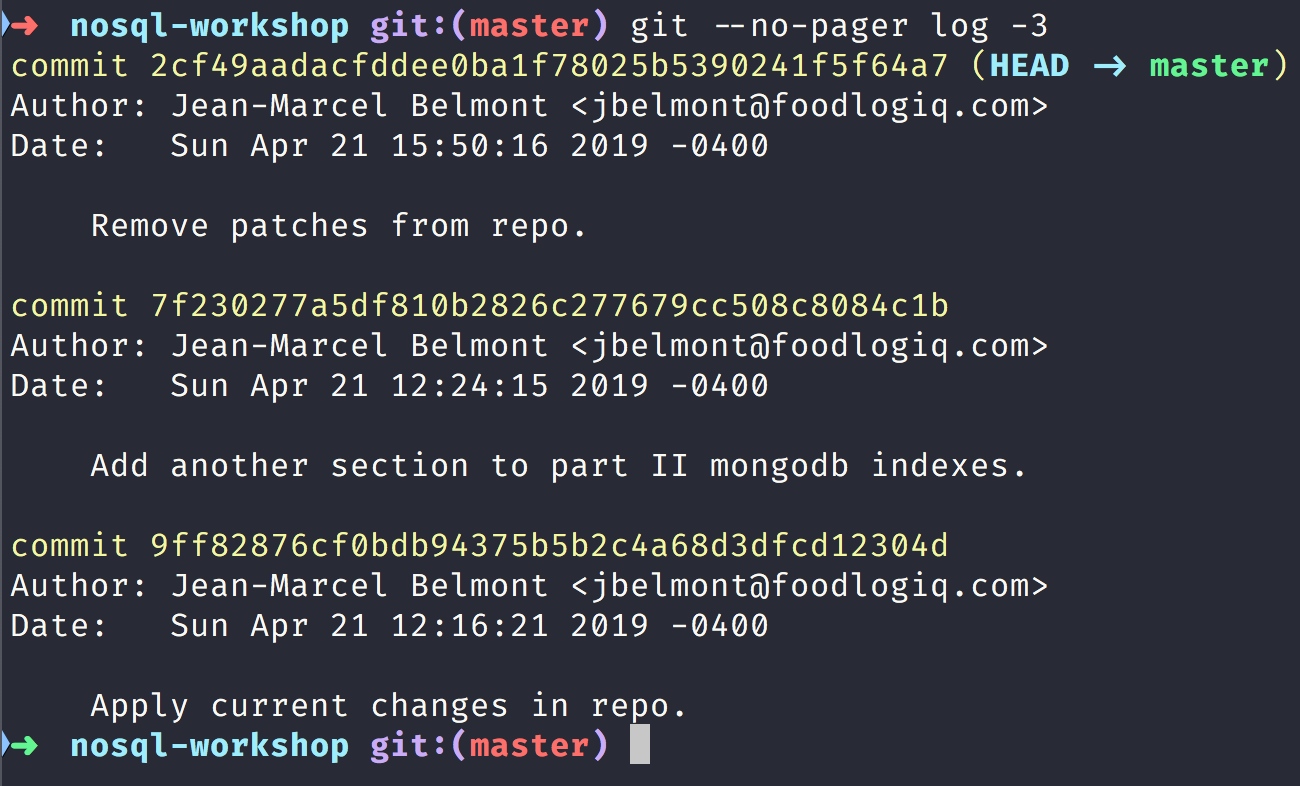 ➜ nosql-workshop git:(master) git --no-pager log -3
commit 2cf49aadacfddee0ba1f78025b5390241f5f64a7 (HEAD -> master)
Author: Jean-Marcel Belmont <jbelmont@foodlogiq.com>
Date:   Sun Apr 21 15:50:16 2019 -0400
    Remove patches from repo.
commit 7f230277a5df810b2826c277679cc508c8084c1b
Author: Jean-Marcel Belmont <jbelmont@foodlogiq.com>
Date:   Sun Apr 21 12:24:15 2019 -0400
    Add another section to part II mongodb indexes.
commit 9ff82876cf0bdb94375b5b2c4a68d3dfcd12304d
Author: Jean-Marcel Belmont <jbelmont@foodlogiq.com>
Date:   Sun Apr 21 12:16:21 2019 -0400
    Apply current changes in repo.
➜ nosql-workshop git:(master)